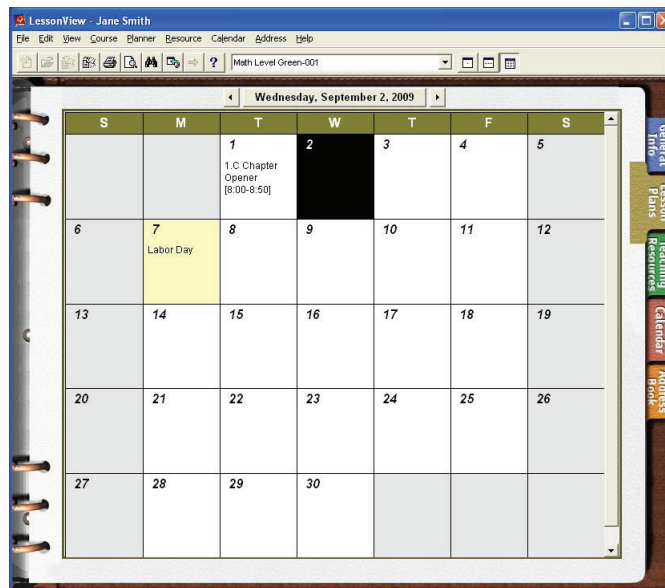 LessonView - Jane Smith
File Edit View Course Planner Resource Calendar Address Help
? Math Level Green-001
Wednesday, September 2, 2009
S M T W T F S
1 2 3 4 5
1.C Chapter
Opener
[8:00-8:50]
6 7 8 9 10 11 12
Labor Day
13 14 15 16 17 18 19
20 21 22 23 24 25 26
27 28 29 30
General
Info
Lesson
Plans
Teaching
Resources
Calendar
Address
Book